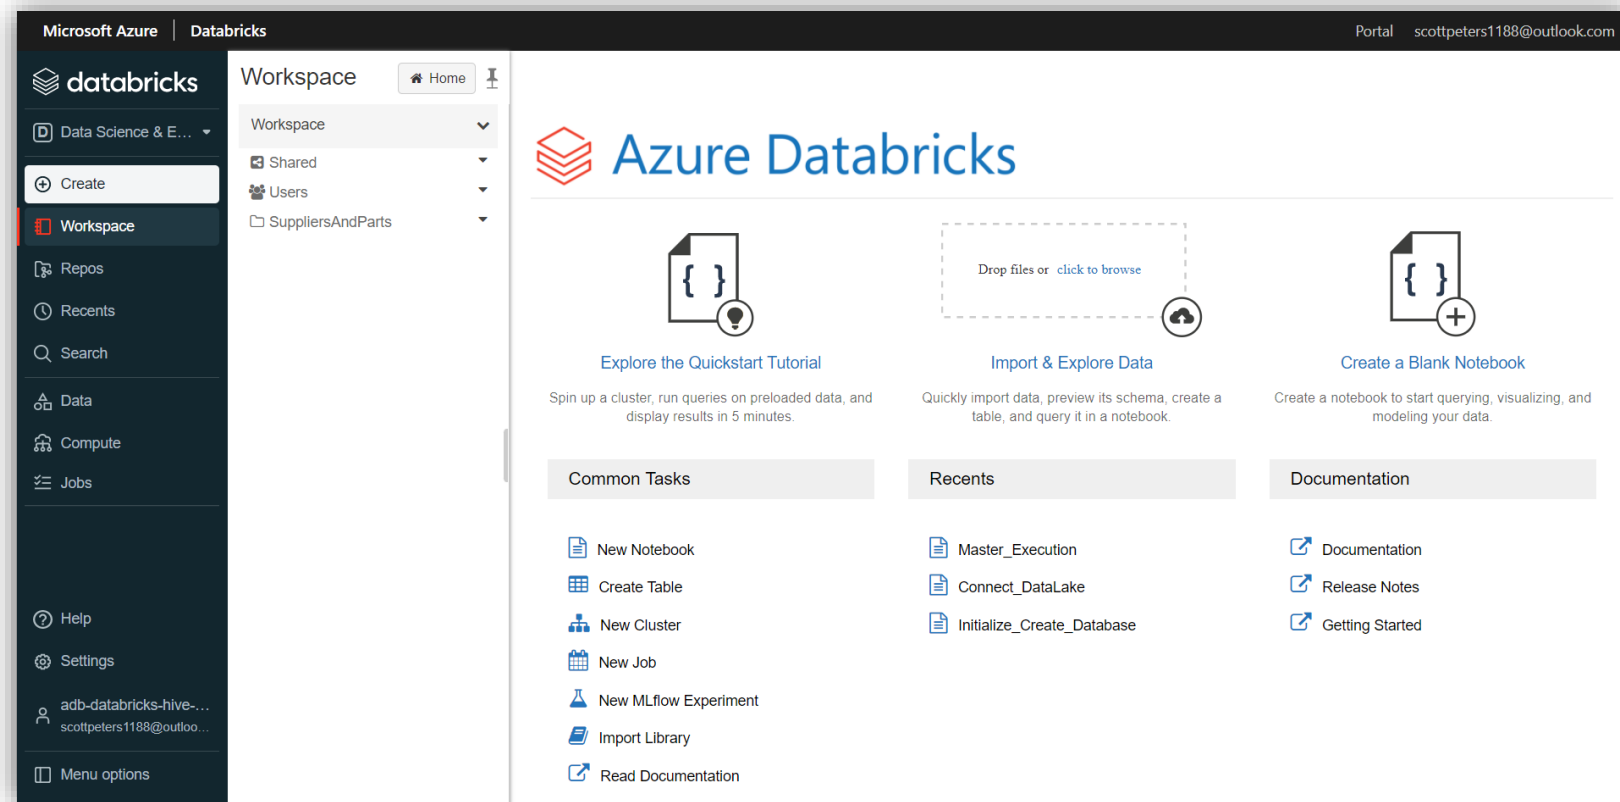 Microsoft Azure | Databricks
Portal scottpeters1188@outlook.com
databricks
D Data Science & E...
Create
Workspace
Repos
Recents
Search
Data
Compute
Jobs
Help
Settings
adb-databricks-hive-...
scottpeters1188@outloo...
Menu options
Workspace
Home
Workspace
Shared
Users
SuppliersAndParts
Azure Databricks
{ }
Explore the Quickstart Tutorial
Spin up a cluster, run queries on preloaded data, and
display results in 5 minutes.
Drop files or click to browse
Import & Explore Data
Quickly import data, preview its schema, create a
table, and query it in a notebook.
{ }
Create a Blank Notebook
Create a notebook to start querying, visualizing, and
modeling your data.
Common Tasks
New Notebook
Create Table
New Cluster
New Job
New MLflow Experiment
Import Library
Read Documentation
Recents
Master_Execution
Connect_DataLake
Initialize_Create_Database
Documentation
Documentation
Release Notes
Getting Started